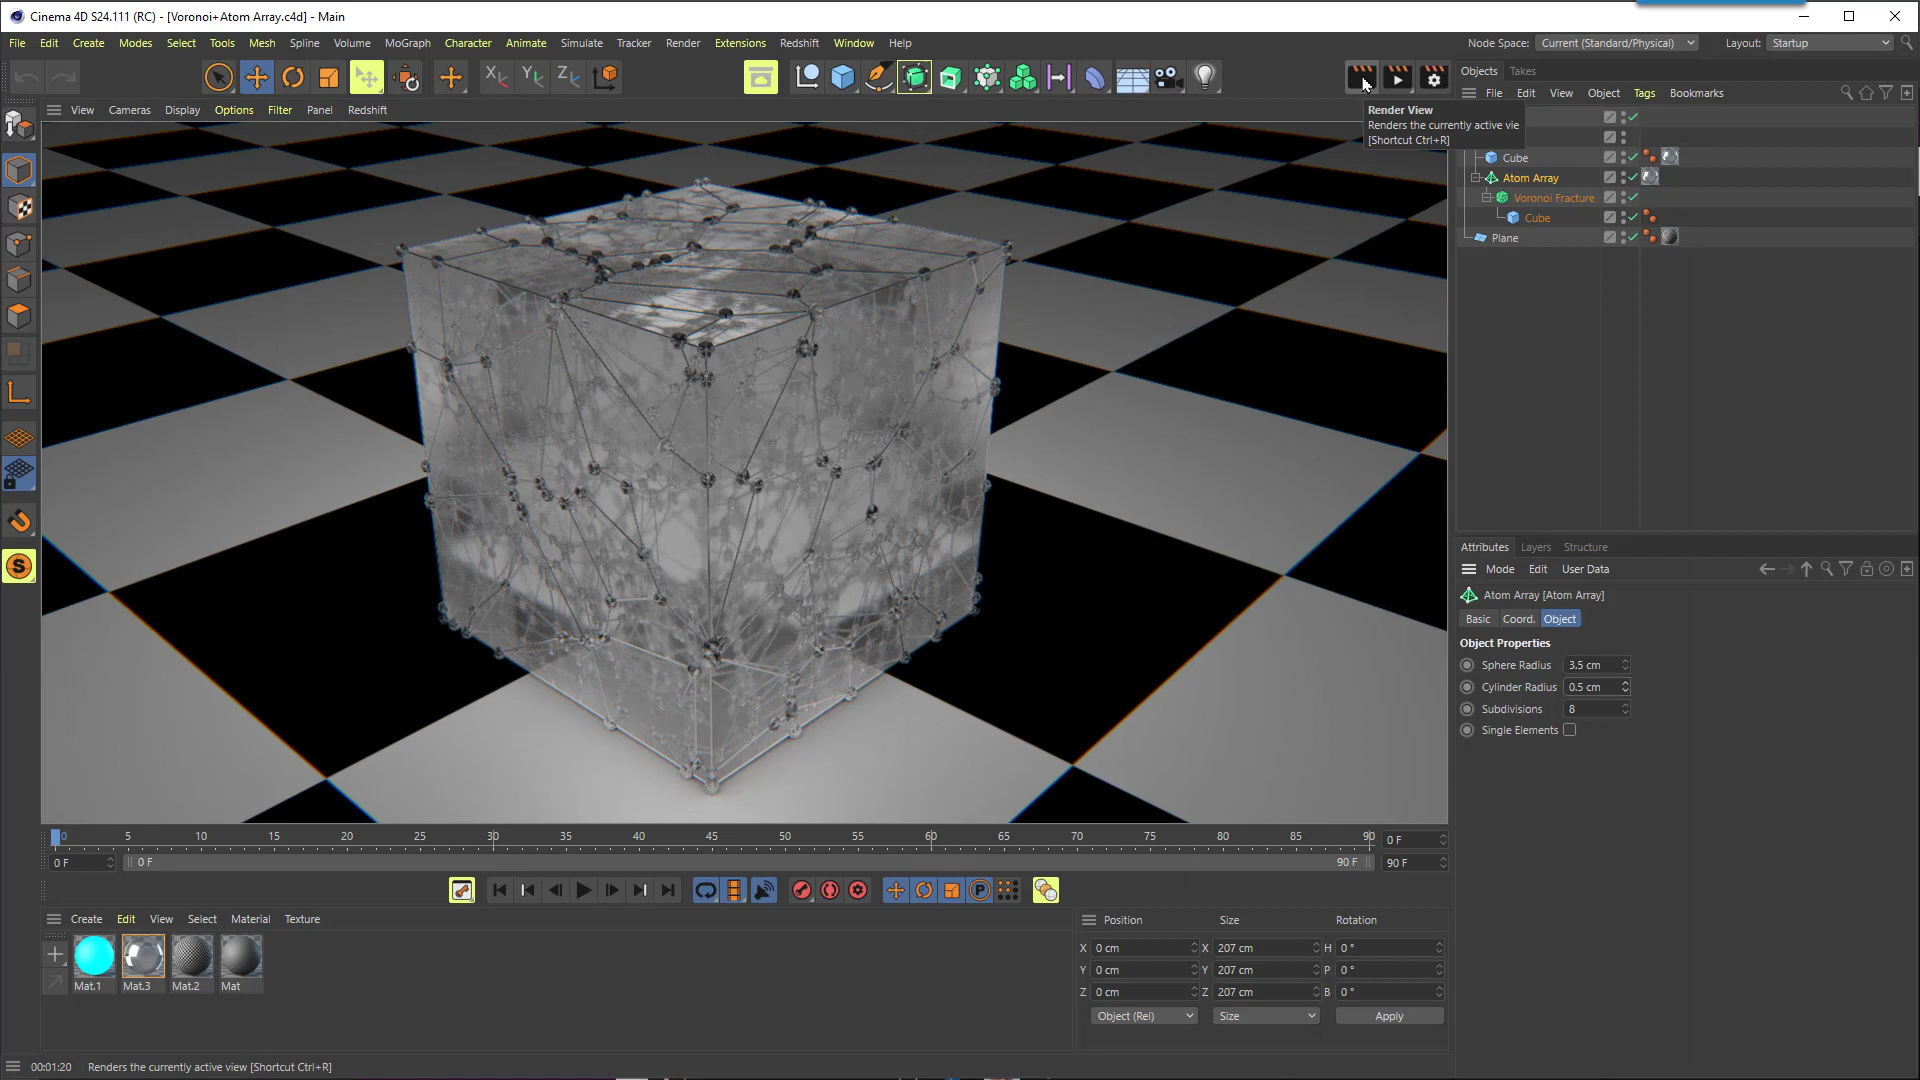 Cinema 4D S24.111 (RC) - [Voronoi+Atom Array.c4d] - Main
File Edit Create Modes Select Tools Mesh Spline Volume MoGraph Character Animate Simulate Tracker Render Extensions Redshift Window Help
Node Space: Current (Standard/Physical) Layout: Startup
X Y Z
Objects Takes
File Edit View Object Tags Bookmarks
View Cameras Display Options Filter Panel Redshift
Render View
Renders the currently active vie
[Shortcut Ctrl+R]
Cube
Atom Array
Voronoi Fracture
Cube
Plane
S
Attributes Layers Structure
Mode Edit User Data
Atom Array [Atom Array]
Basic Coord. Object
Object Properties
Sphere Radius 3.5 cm
Cylinder Radius 0.5 cm
Subdivisions 8
Single Elements
0 5 10 15 20 25 30 35 40 45 50 55 60 65 70 75 80 85 90 0 F
0 F 0 F 90 F 90 F
P
Create Edit View Select Material Texture
Mat.1 Mat.3 Mat.2 Mat
Position Size Rotation
X 0 cm X 207 cm H 0 °
Y 0 cm Y 207 cm P 0 °
Z 0 cm Z 207 cm B 0 °
Object (Rel) Size Apply
00:01:20 Renders the currently active view [Shortcut Ctrl+R]